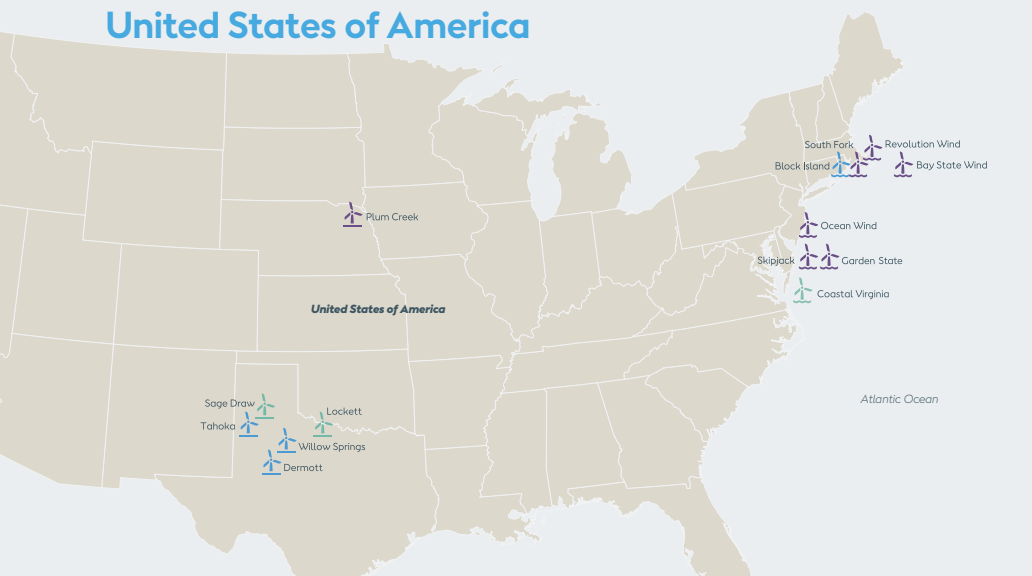 United States of America
South Fork
Revolution Wind
Block Island
Bay State Wind
Plum Creek
Ocean Wind
Skipjack
Garden State
Coastal Virginia
United States of America
Atlantic Ocean
Sage Draw
Lockett
Tahoka
Willow Springs
Dermott